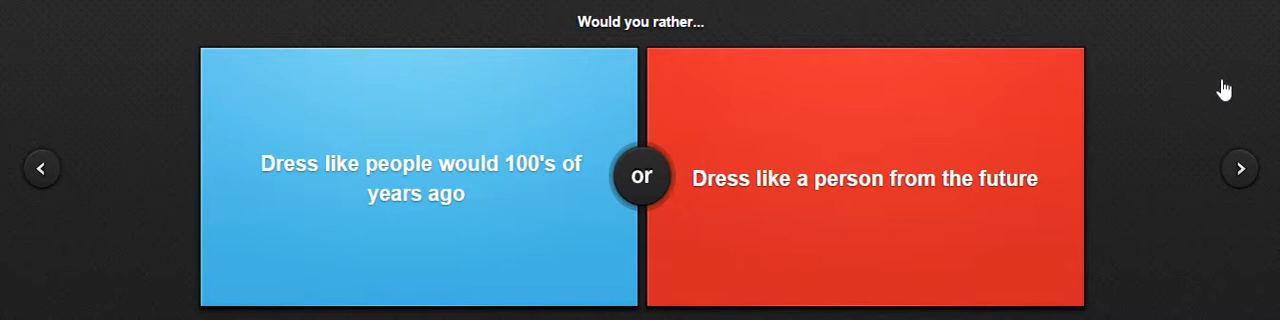 Would you rather...
Dress like people would 100's of
years ago
or
Dress like a person from the future